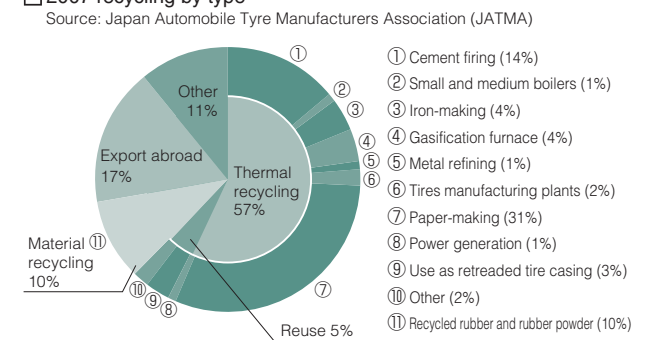 2007 recycling by type
Source: Japan Automobile Tyre Manufacturers Association (JATMA)
Other
11%
Export abroad
17%
Thermal
recycling
57%
Material ⑪
recycling
10%
Reuse 5%
①
②
③
④
⑤
⑥
⑦
⑧
⑨
⑩
① Cement firing (14%)
② Small and medium boilers (1%)
③ Iron-making (4%)
④ Gasification furnace (4%)
⑤ Metal refining (1%)
⑥ Tires manufacturing plants (2%)
⑦ Paper-making (31%)
⑧ Power generation (1%)
⑨ Use as retreaded tire casing (3%)
⑩ Other (2%)
⑪ Recycled rubber and rubber powder (10%)